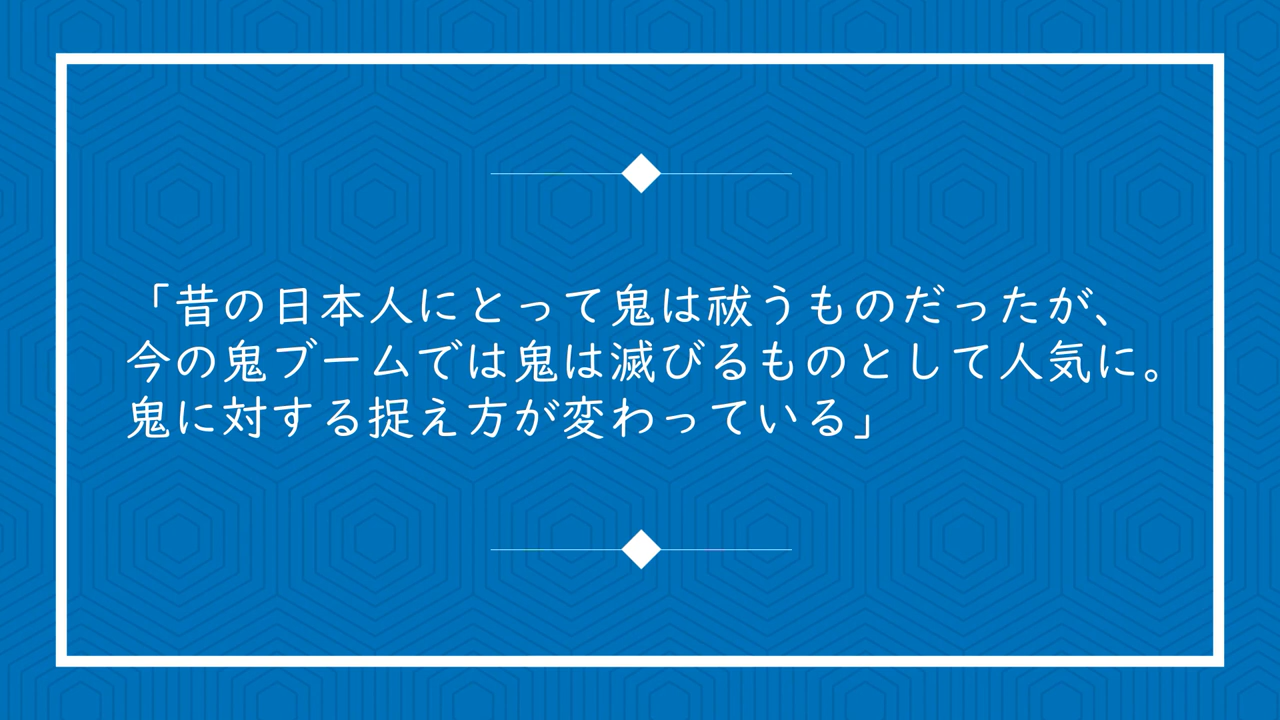 「昔の日本人にとって鬼は祓うものだったが、
今の鬼ブームでは鬼は滅びるものとして人気に。
鬼に対する捉え方が変わっている」